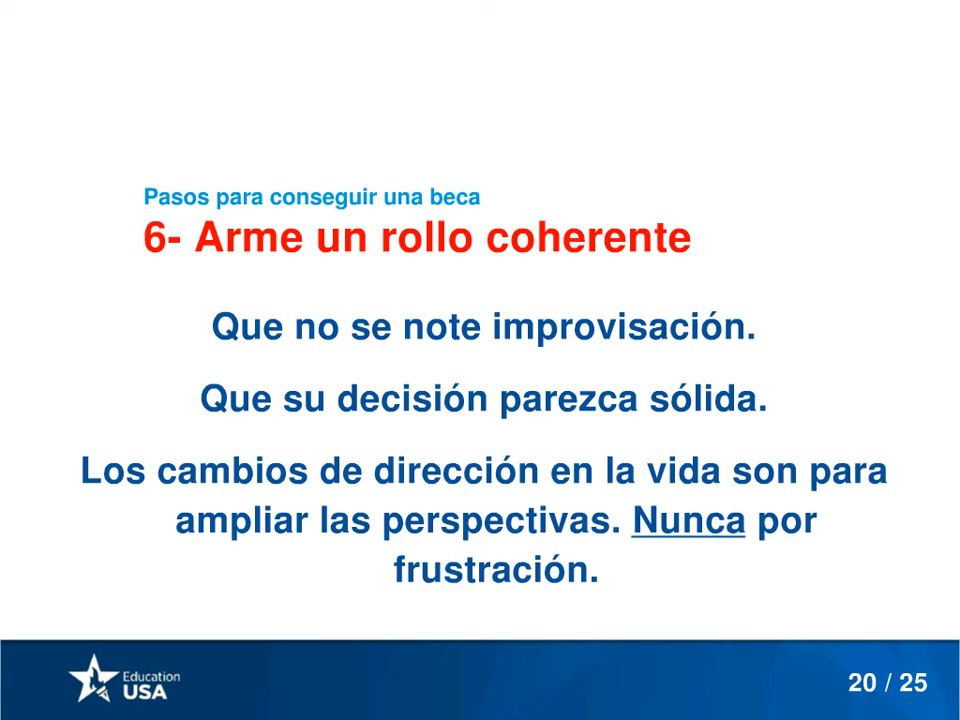 Pasos para conseguir una beca
6- Arme un rollo coherente
Que no se note improvisación.
Que su decisión parezca sólida.
Los cambios de dirección en la vida son para
ampliar las perspectivas. Nunca por
frustración.
Education
USA
20 / 25